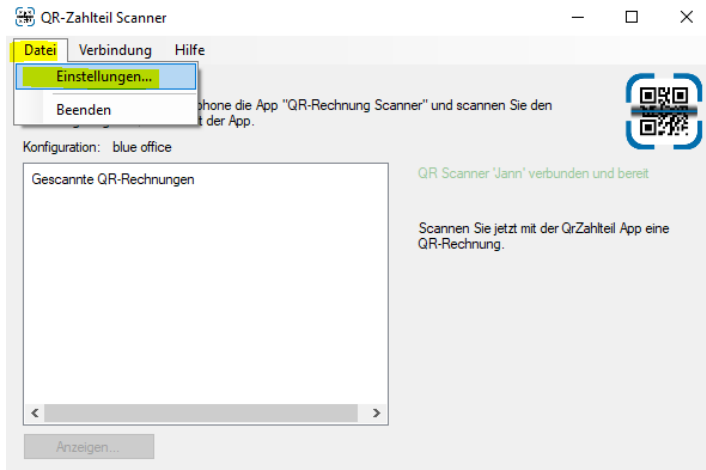 QR-Zahlteil Scanner
Datei Verbindung Hilfe
Einstellungen...
Beenden
phone die App "QR-Rechnung Scanner" und scannen Sie den
t der App.
Konfiguration: blue office
Gescannte QR-Rechnungen
QR Scanner 'Jann' verbunden und bereit
Scannen Sie jetzt mit der QrZahlteil App eine
QR-Rechnung.
Anzeigen...